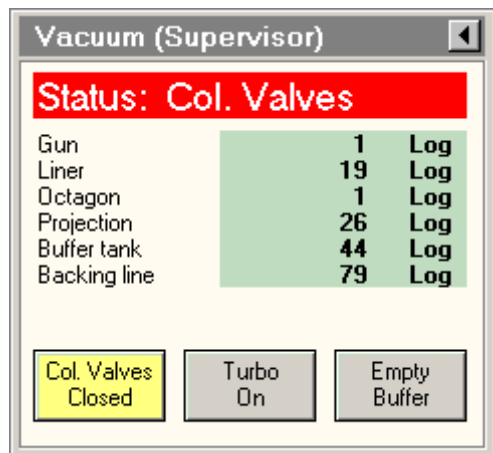 Vacuum (Supervisor)
Status: Col. Valves
Gun 1 Log
Liner 19 Log
Octagon 1 Log
Projection 26 Log
Buffer tank 44 Log
Backing line 79 Log
Col. Valves
Closed
Turbo
On
Empty
Buffer